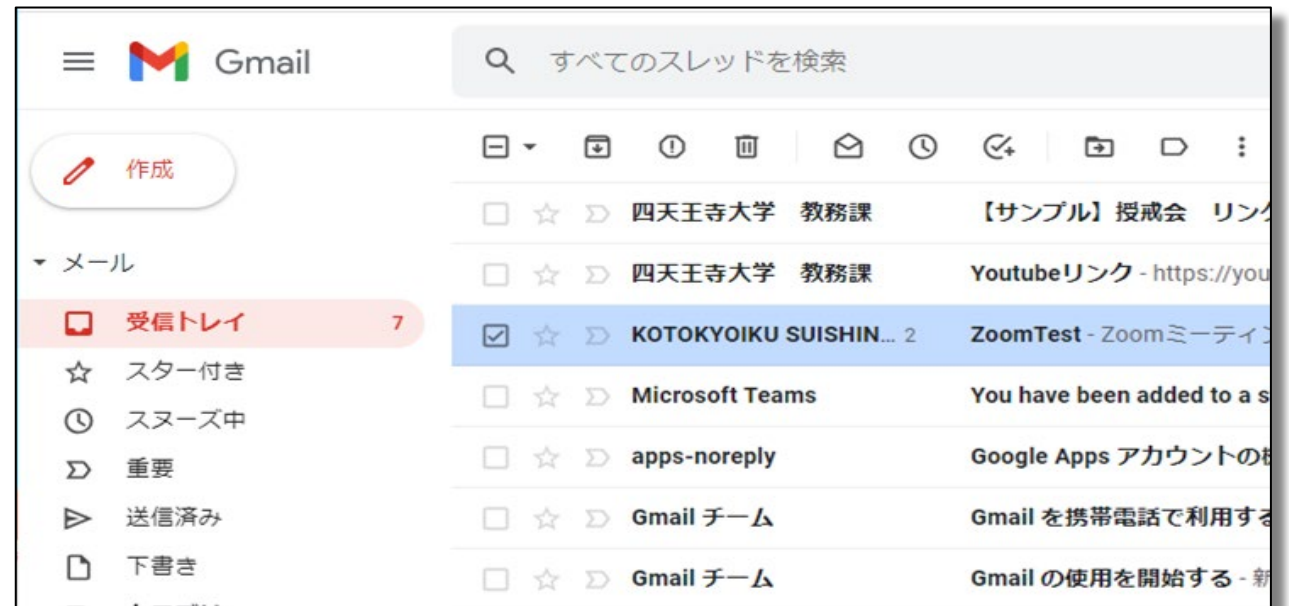 Gmail
すべてのスレッドを検索
作成
メール
受信トレイ 7
スター付き
スヌーズ中
重要
送信済み
下書き
四天王寺大学 教務課 【サンプル】授戒会 リンク
四天王寺大学 教務課 Youtubeリンク - https://you
KOTOKYOIKU SUISHIN... 2 ZoomTest - Zoomミーティン
Microsoft Teams You have been added to a s
apps-noreply Google Apps アカウントの
Gmail チーム Gmail を携帯電話で利用する
Gmail チーム Gmail の使用を開始する - 新